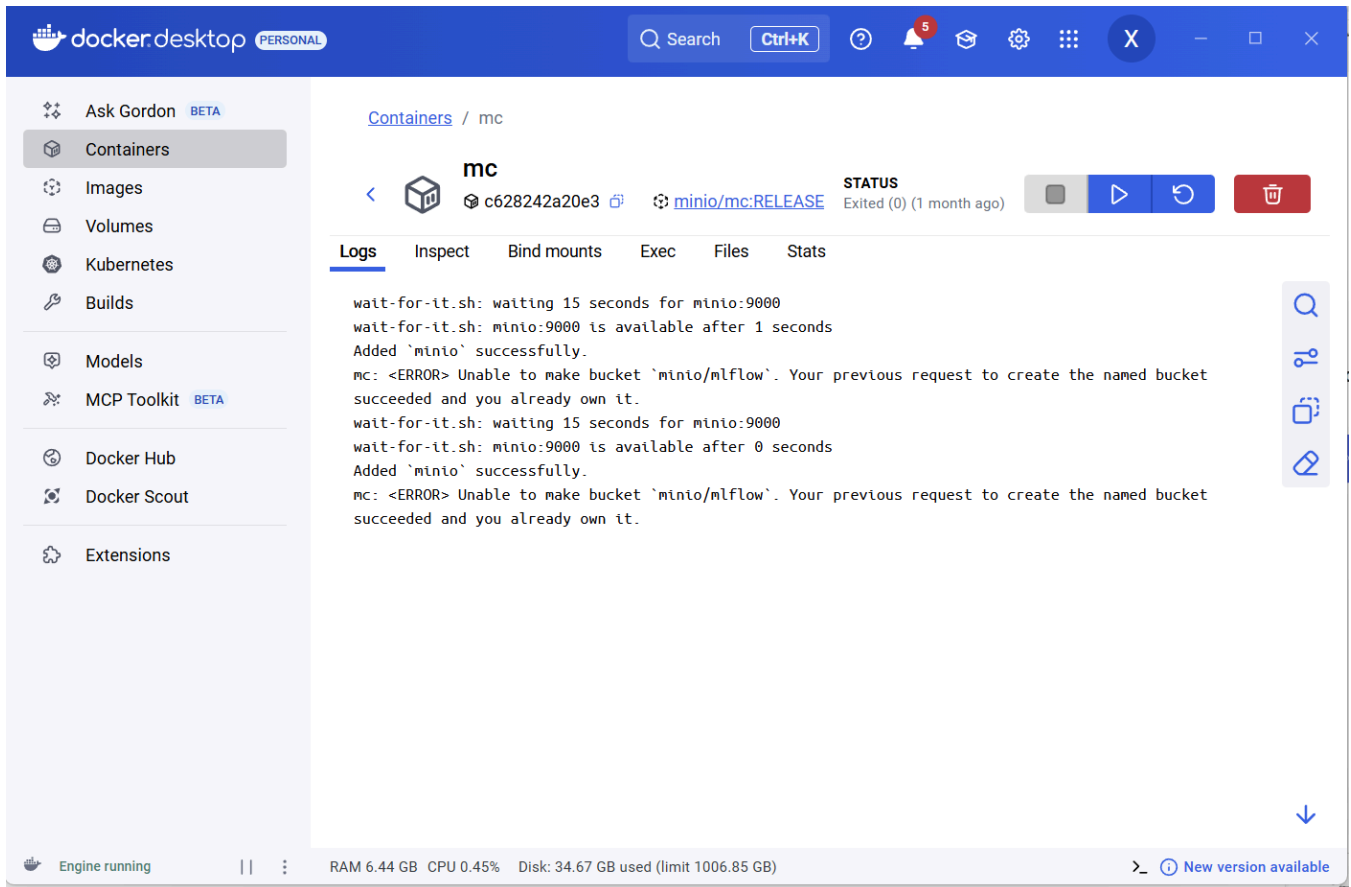 docker.desktop PERSONAL
Search Ctrl+K
5
X
Ask Gordon BETA
Containers
Images
Volumes
Kubernetes
Builds
Models
MCP Toolkit BETA
Docker Hub
Docker Scout
Extensions
Containers / mc
mc
c628242a20e3
minio/mc:RELEASE
STATUS
Exited (0) (1 month ago)
Logs Inspect Bind mounts Exec Files Stats
wait-for-it.sh: waiting 15 seconds for minio:9000
wait-for-it.sh: minio:9000 is available after 1 seconds
Added `minio` successfully.
mc: <ERROR> Unable to make bucket `minio/mlflow`. Your previous request to create the named bucket
succeeded and you already own it.
wait-for-it.sh: waiting 15 seconds for minio:9000
wait-for-it.sh: minio:9000 is available after 0 seconds
Added `minio` successfully.
mc: <ERROR> Unable to make bucket `minio/mlflow`. Your previous request to create the named bucket
succeeded and you already own it.
Engine running
RAM 6.44 GB CPU 0.45% Disk: 34.67 GB used (limit 1006.85 GB)
New version available